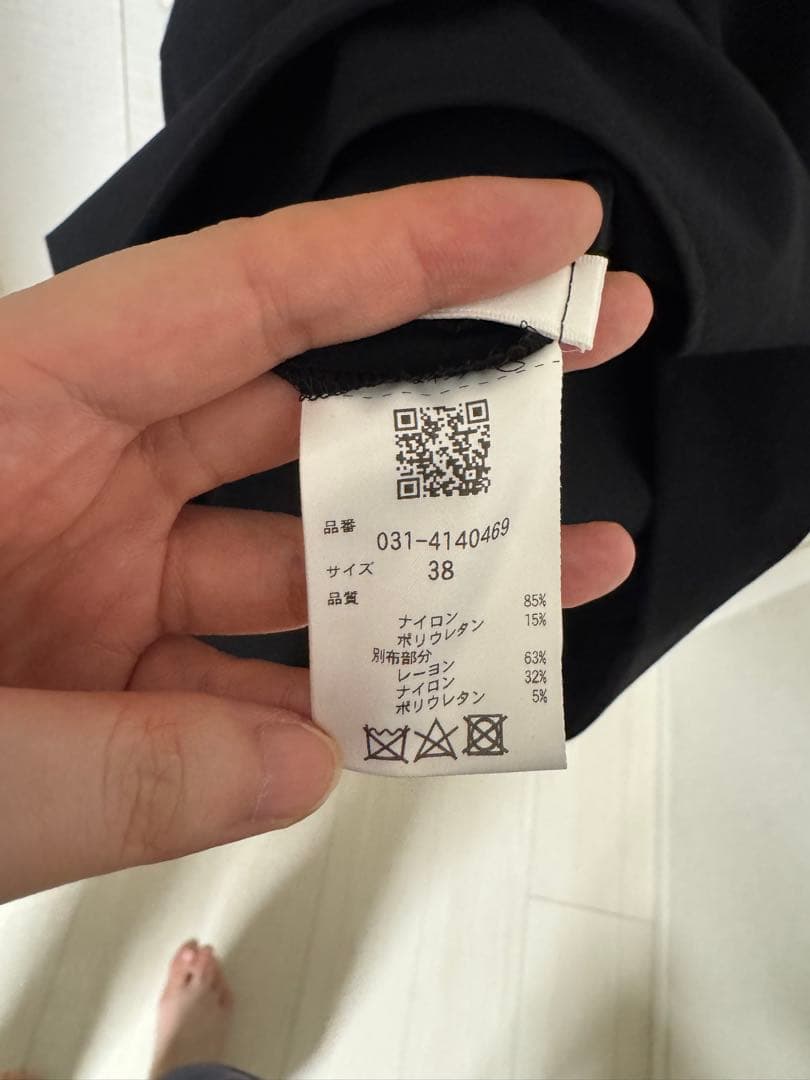 品番 031-4140469
サイズ 38
品質
ナイロン 85%
ポリウレタン 15%
別布部分
レーヨン 63%
ナイロン 32%
ポリウレタン 5%